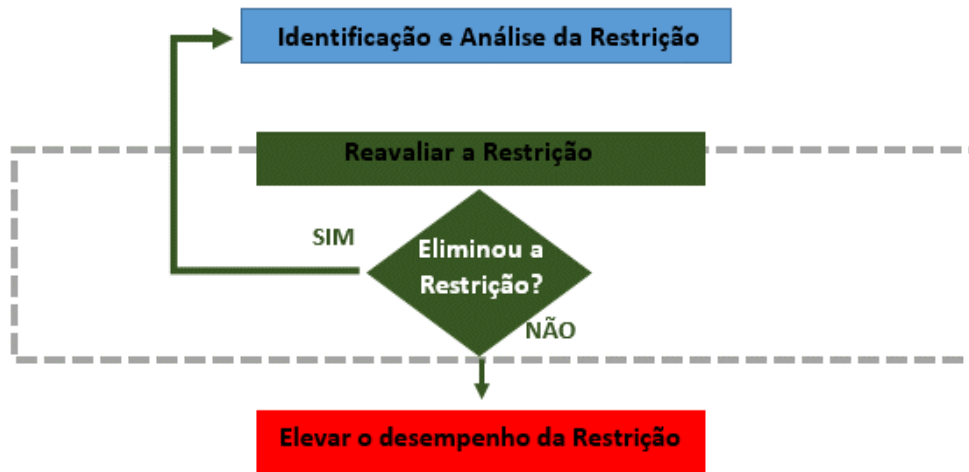 Identificação e Análise da Restrição
Reavaliar a Restrição
SIM
Eliminou a
Restrição?
NÃO
Elevar o desempenho da Restrição